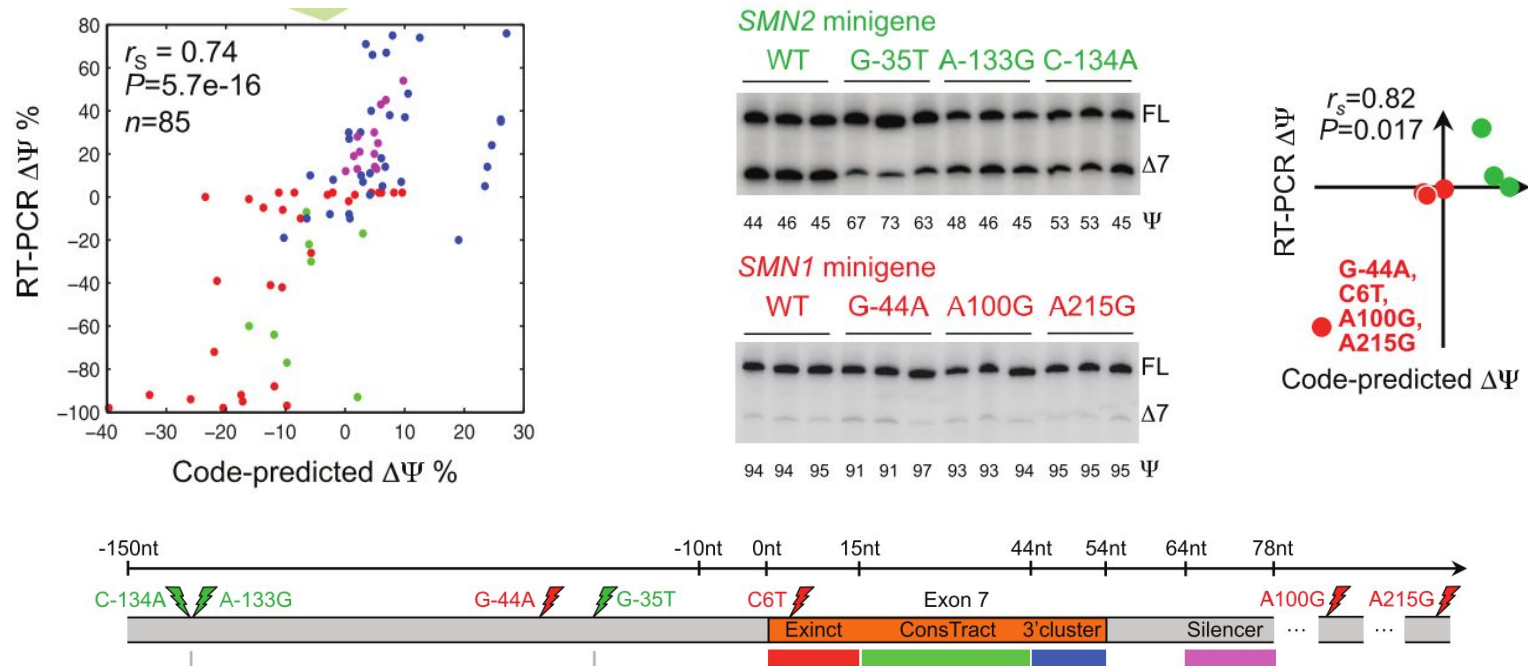 80
60
40
20
0
−20
−40
−60
−80
−100
−40
−30
−20
−10
0
10
20
30
RT-PCR ΔΨ %
Code-predicted ΔΨ %
rS = 0.74
P=5.7e-16
n=85
SMN2 minigene
WT G-35T A-133G C-134A
FL
Δ7
44 46 45 67 73 63 48 46 45 53 53 45 Ψ
SMN1 minigene
WT G-44A A100G A215G
FL
Δ7
94 94 95 91 91 97 93 93 94 95 95 95 Ψ
rs=0.82
P=0.017
RT-PCR ΔΨ
G-44A,
C6T,
A100G,
A215G
Code-predicted ΔΨ
-150nt -10nt 0nt 15nt 44nt 54nt 64nt 78nt
C-134A A-133G G-44A G-35T C6T Exon 7 A100G A215G
Exinct ConsTract 3'cluster Silencer ... ...